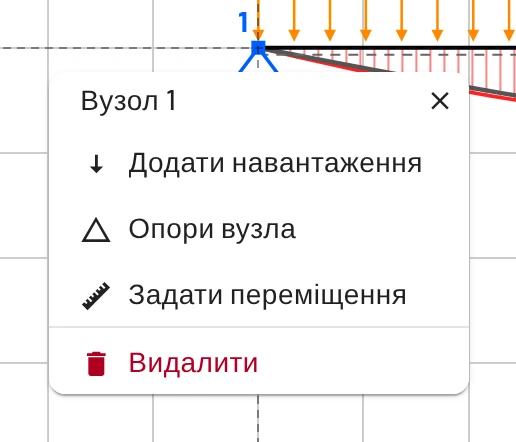 1
Вузол 1
Додати навантаження
Опори вузла
Задати переміщення
Видалити